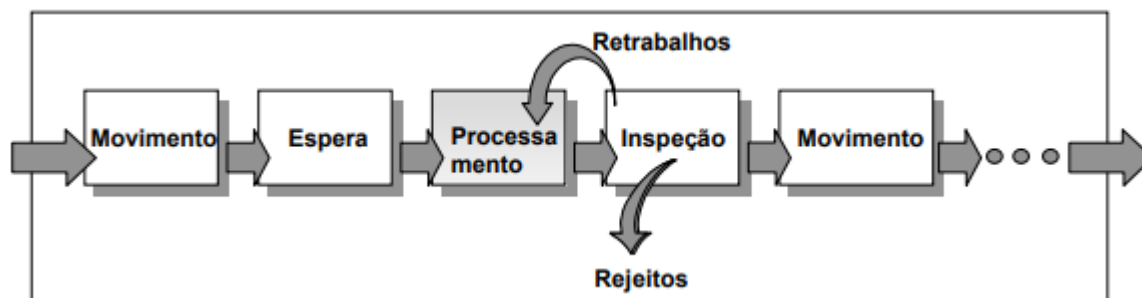 Retrabalhos
Movimento
Espera
Processa
mento
Inspeção
Movimento
Rejeitos